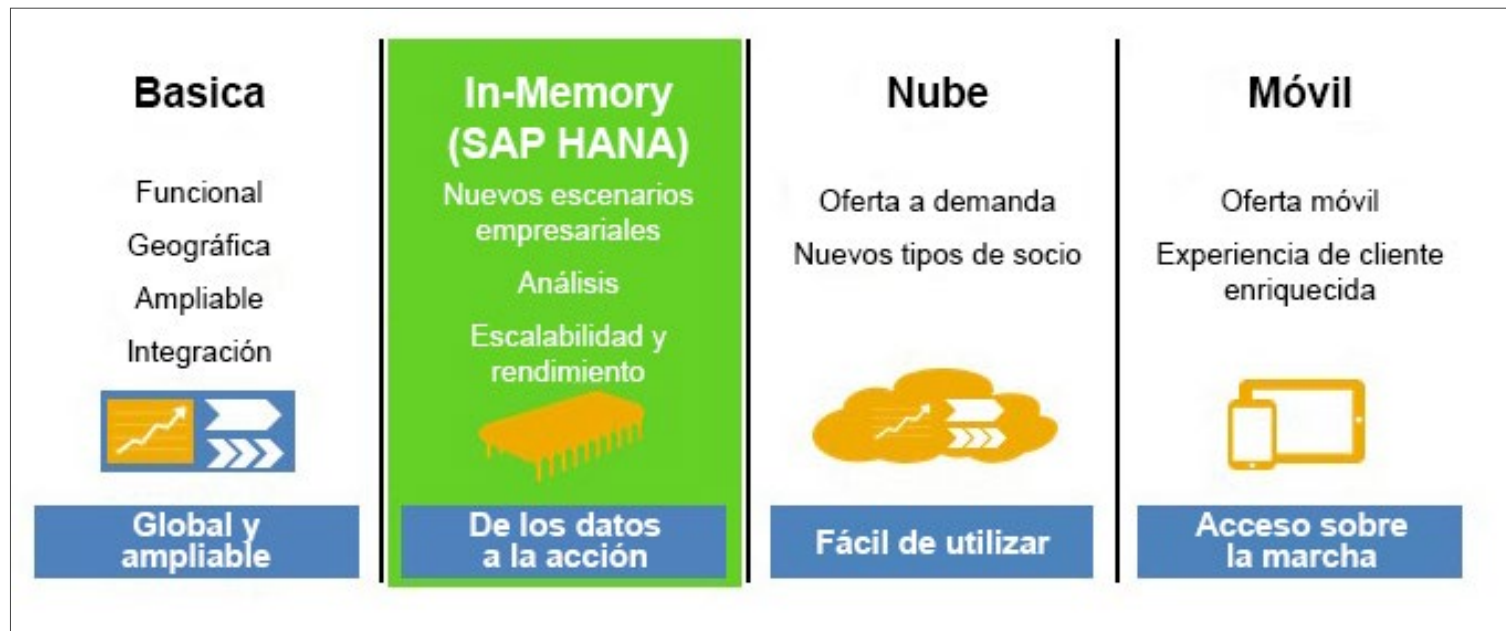 Basica
Funcional
Geográfica
Ampliable
Integración
Global y
ampliable
In-Memory
(SAP HANA)
Nuevos escenarios
empresariales
Análisis
Escalabilidad y
rendimiento
De los datos
a la acción
Nube
Oferta a demanda
Nuevos tipos de socio
Fácil de utilizar
Móvil
Oferta móvil
Experiencia de cliente
enriquecida
Acceso sobre
la marcha